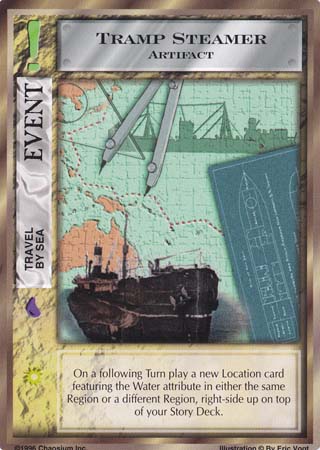 TRAMP STEAMER
ARTIFACT
EVENT!
TRAVEL
BY SEA
On a following Turn play a new Location card
featuring the Water attribute in either the same
Region or a different Region, right-side up on top
of your Story Deck.
©1996 Chaosium Inc.
Illustration © By Eric Vogt